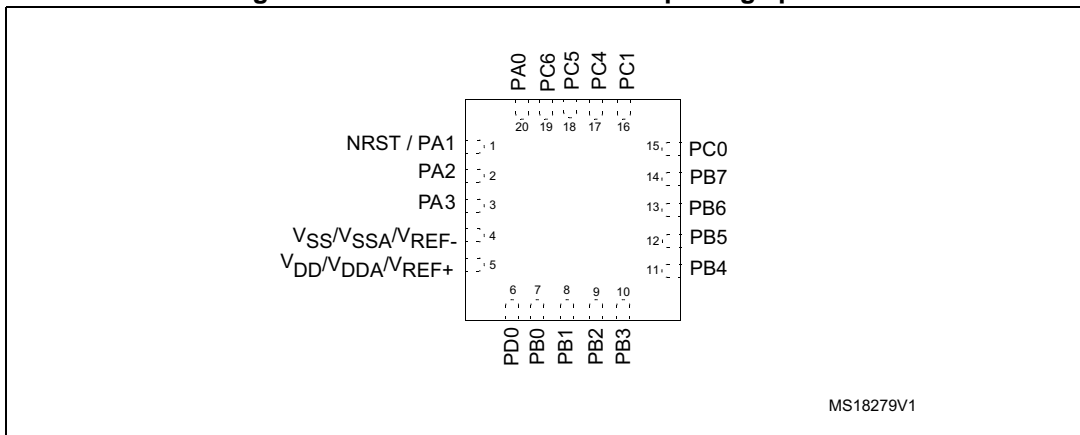 PA0 PC6 PC5 PC4 PC1
20 19 18 17 16
NRST / PA1 1
PA2 2
PA3 3
VSS/VSSA/VREF- 4
VDD/VDDA/VREF+ 5
15 PC0
14 PB7
13 PB6
12 PB5
11 PB4
6 7 8 9 10
PD0 PB0 PB1 PB2 PB3
MS18279V1